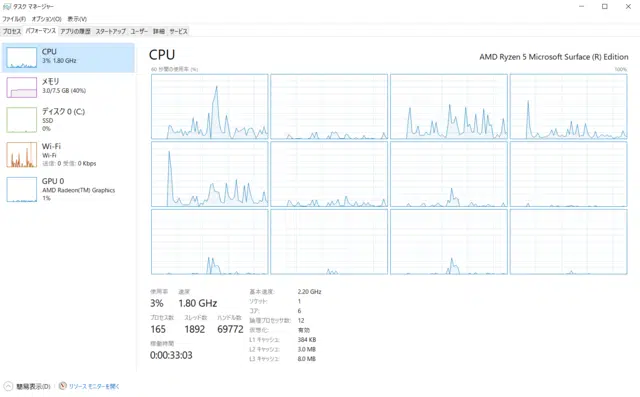 タスク マネージャー
ファイル(F) オプション(O) 表示(V)
プロセス パフォーマンス アプリの履歴 スタートアップ ユーザー 詳細 サービス
CPU
3% 1.80 GHz
メモリ
3.0/7.5 GB (40%)
ディスク 0 (C:)
SSD
0%
Wi-Fi
Wi-Fi
送信: 0 受信: 0 Kbps
GPU 0
AMD Radeon(TM) Graphics
1%
CPU
AMD Ryzen 5 Microsoft Surface (R) Edition
60 秒間の使用率 (%)
100%
使用率 速度
3% 1.80 GHz
プロセス数 スレッド数 ハンドル数
165 1892 69772
稼働時間
0:00:33:03
基本速度: 2.20 GHz
ソケット: 1
コア: 6
論理プロセッサ数: 12
仮想化: 有効
L1 キャッシュ: 384 KB
L2 キャッシュ: 3.0 MB
L3 キャッシュ: 8.0 MB
簡易表示(D)
リソース モニターを開く